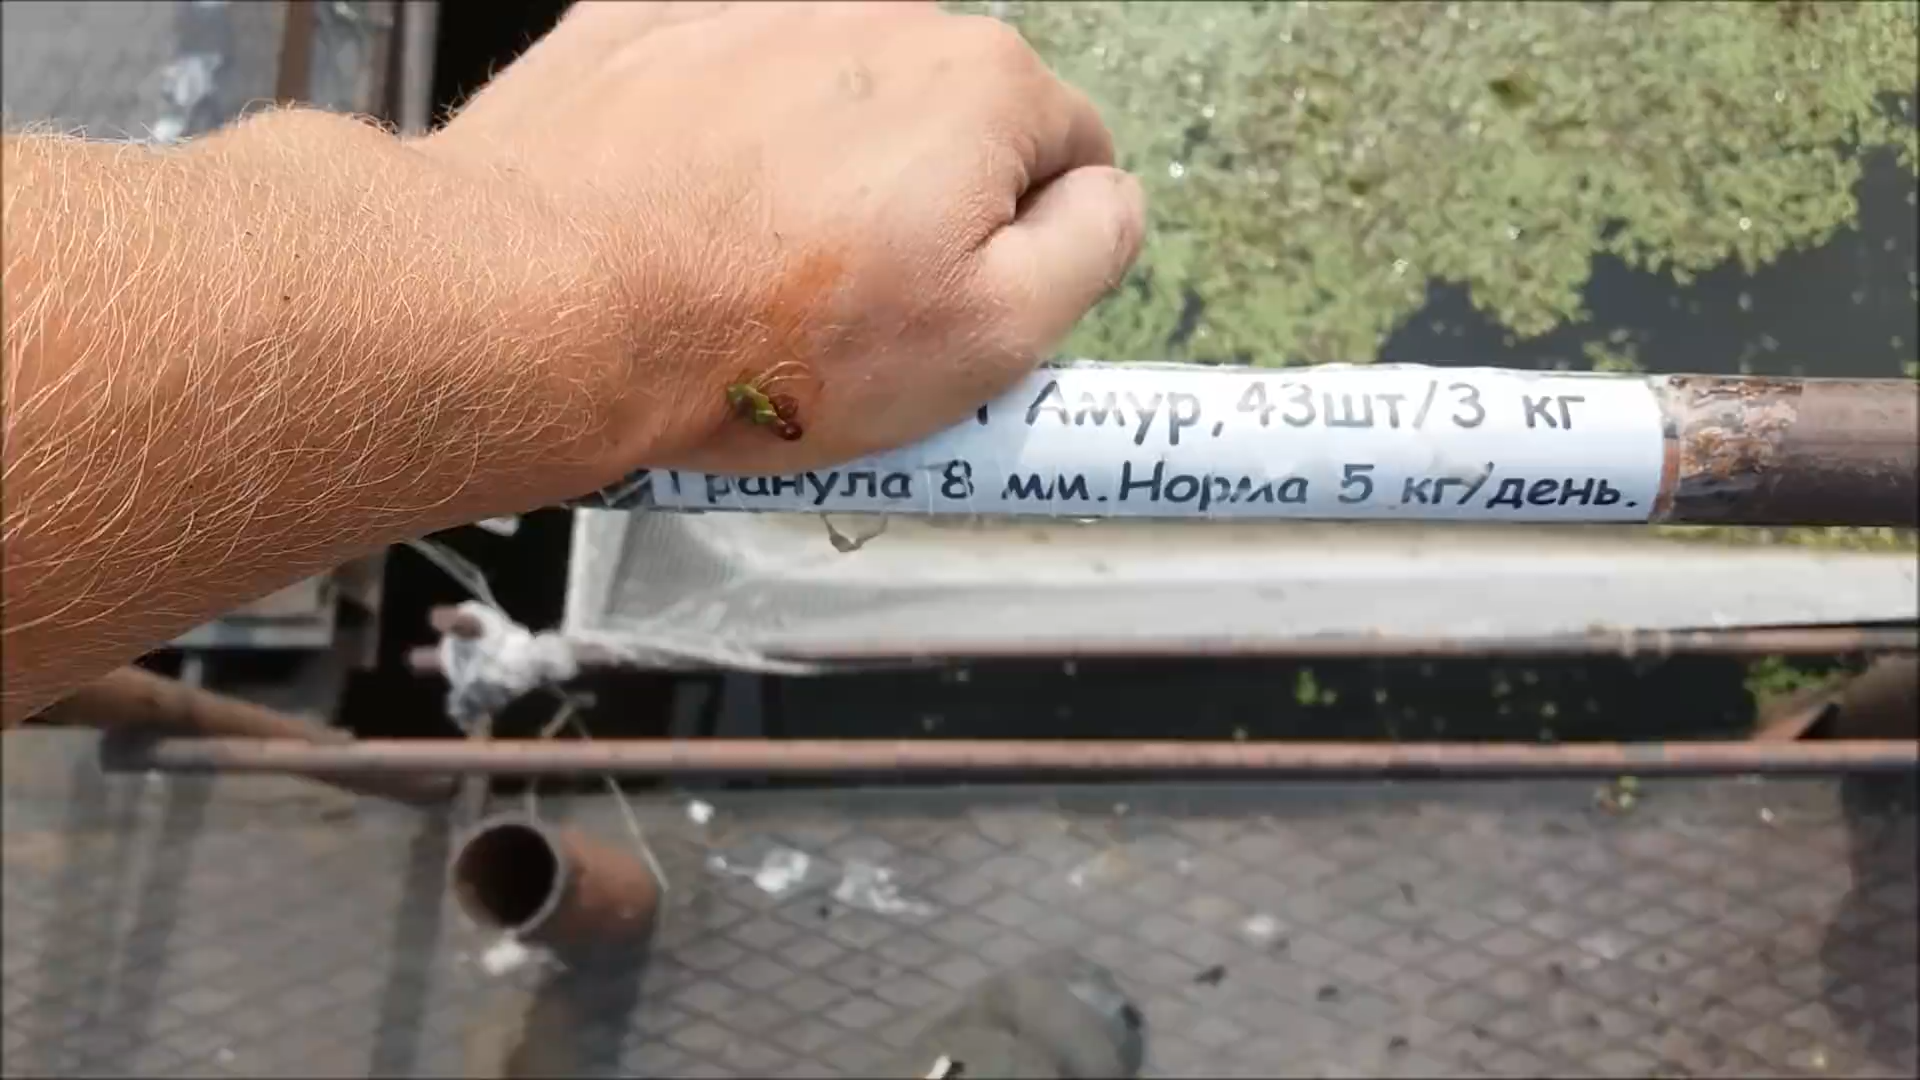 Амур, 43шт/3 кг
Гранула 8 мм. Норма 5 кг/день.